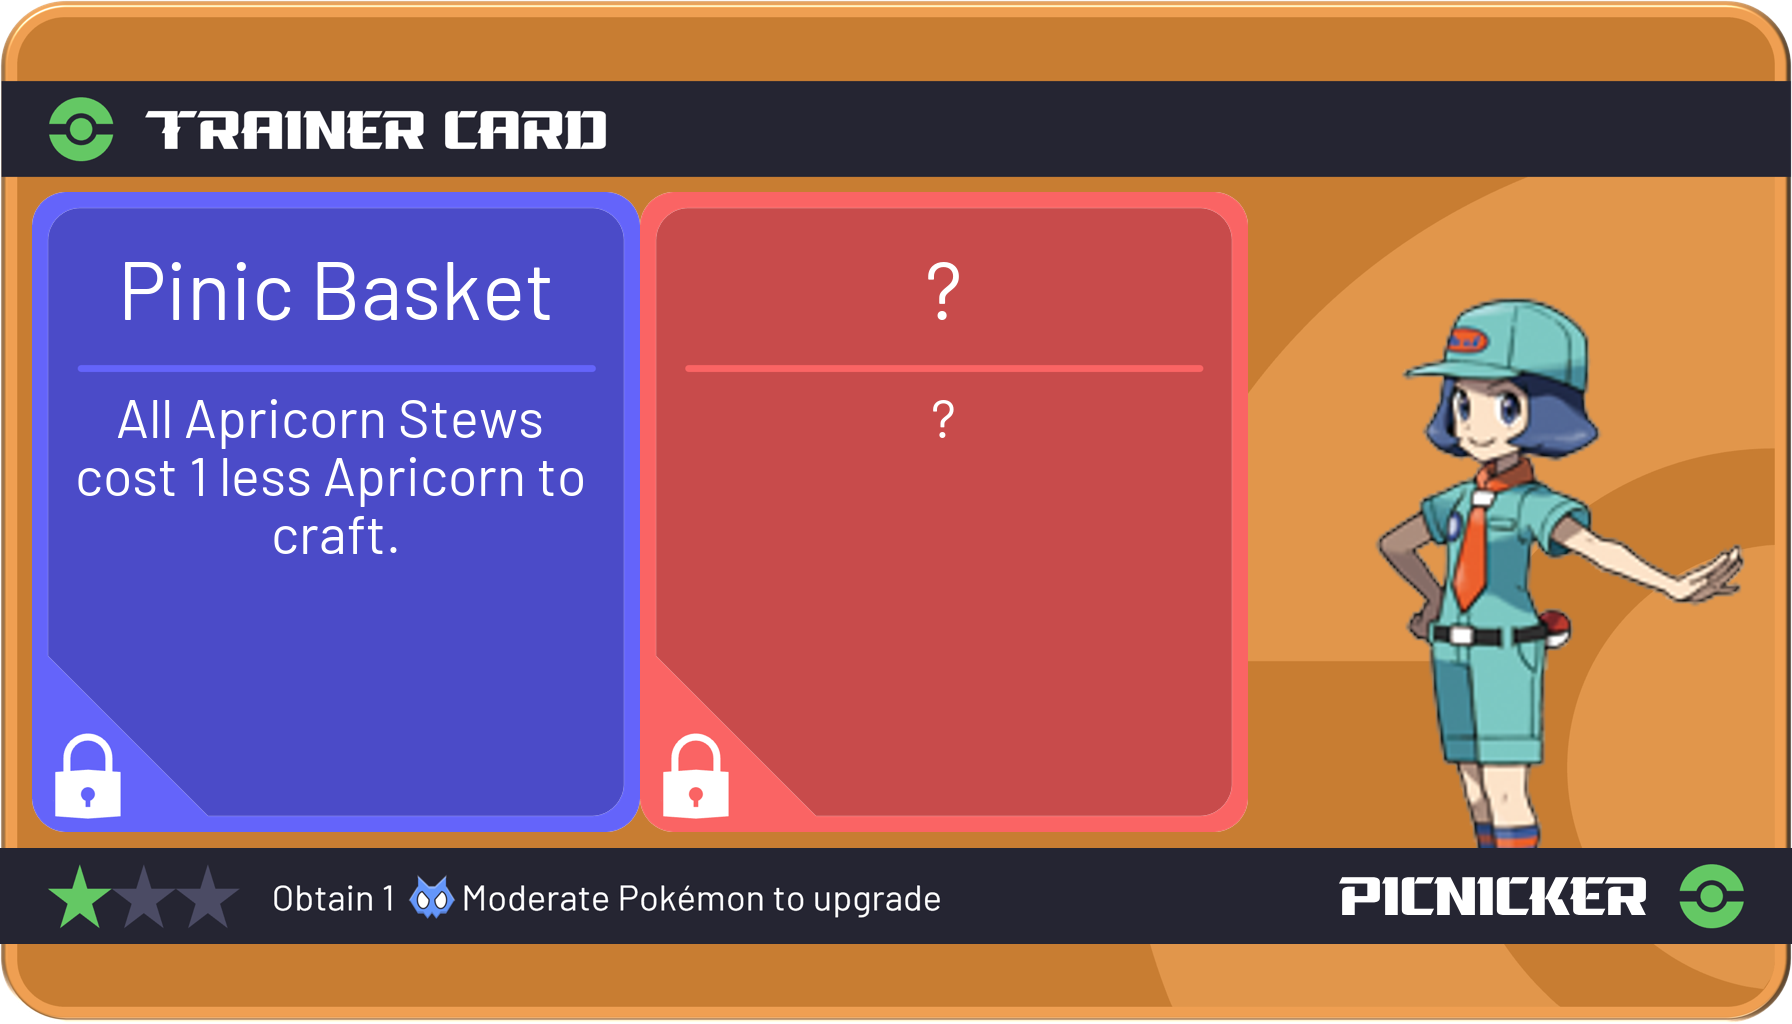 TRAINER CARD
Pinic Basket
All Apricorn Stews
cost 1 less Apricorn to
craft.
?
?
Obtain 1 Moderate Pokémon to upgrade
PICNICKER